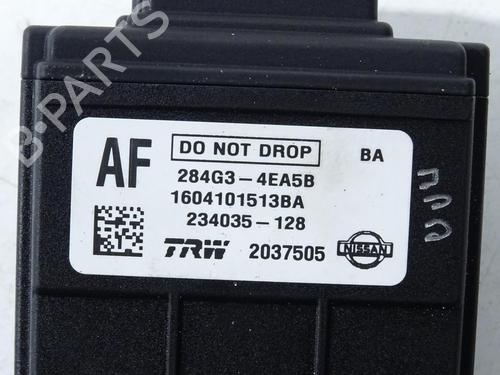 B-PARTS
AF
DO NOT DROP
BA
284G3-4EA5B
1604101513BA
234035-128
TRW 2037505
NISSAN